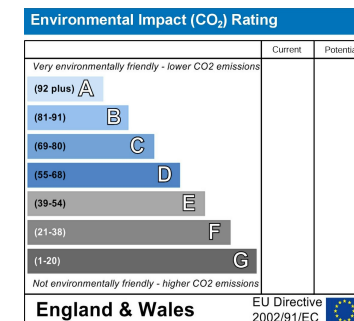 Environmental Impact (CO₂) Rating
Current Potentia
Very environmentally friendly - lower CO2 emissions
(92 plus) A
(81-91) B
(69-80) C
(55-68) D
(39-54) E
(21-38) F
(1-20) G
Not environmentally friendly - higher CO2 emissions
England & Wales
EU Directive
2002/91/EC